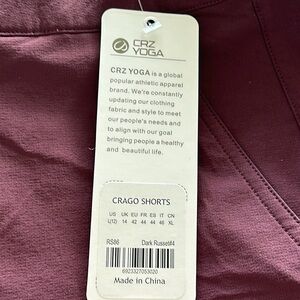 CRZ
YOGA
CRZ YOGA is a global
popular athletic apparel
brand. We're constantly
updating our clothing
fabric and style to meet
our people's needs and
to align with our goal
bringing people a healthy
and beautiful life.
CRAGO SHORTS
US UK EU FR ES IT CN
L(12) 14 42 44 44 46 XL
RS86 Dark Russet#4
6923327053020
Made in China